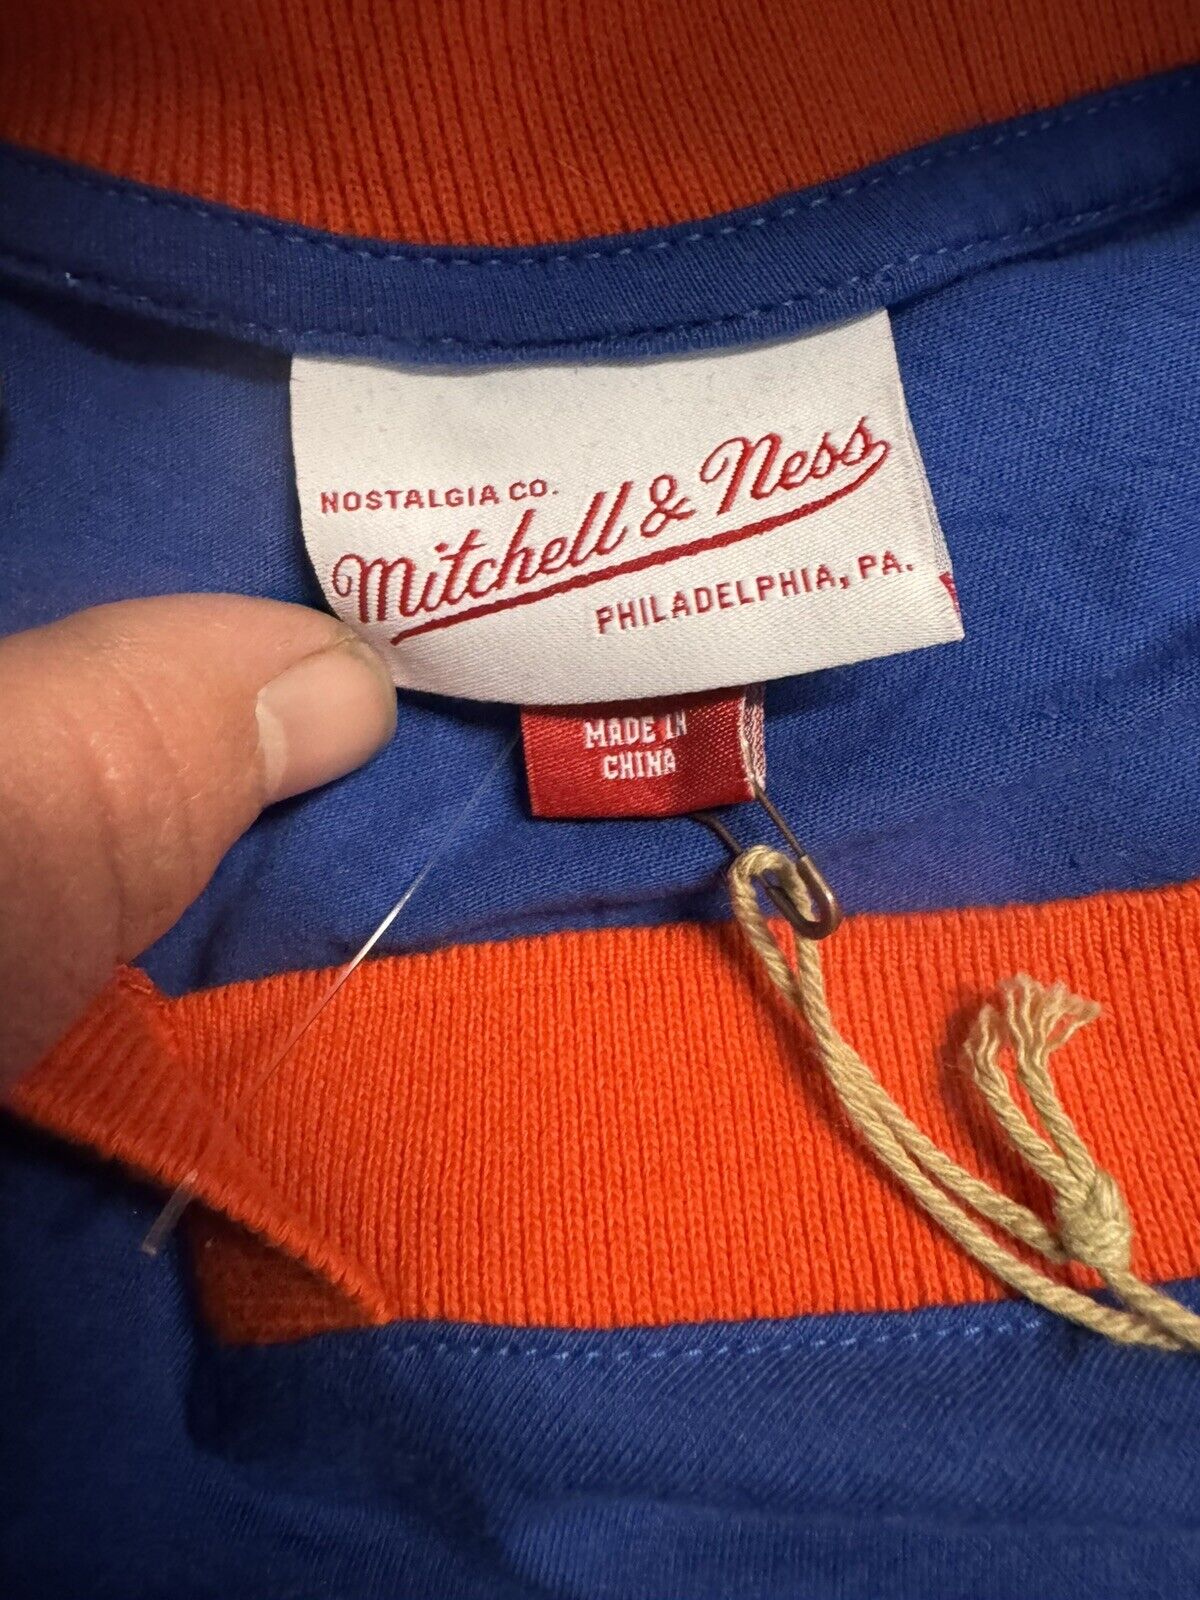 NOSTALGIA CO.
Mitchell & Ness
PHILADELPHIA, PA.
MADE IN
CHINA